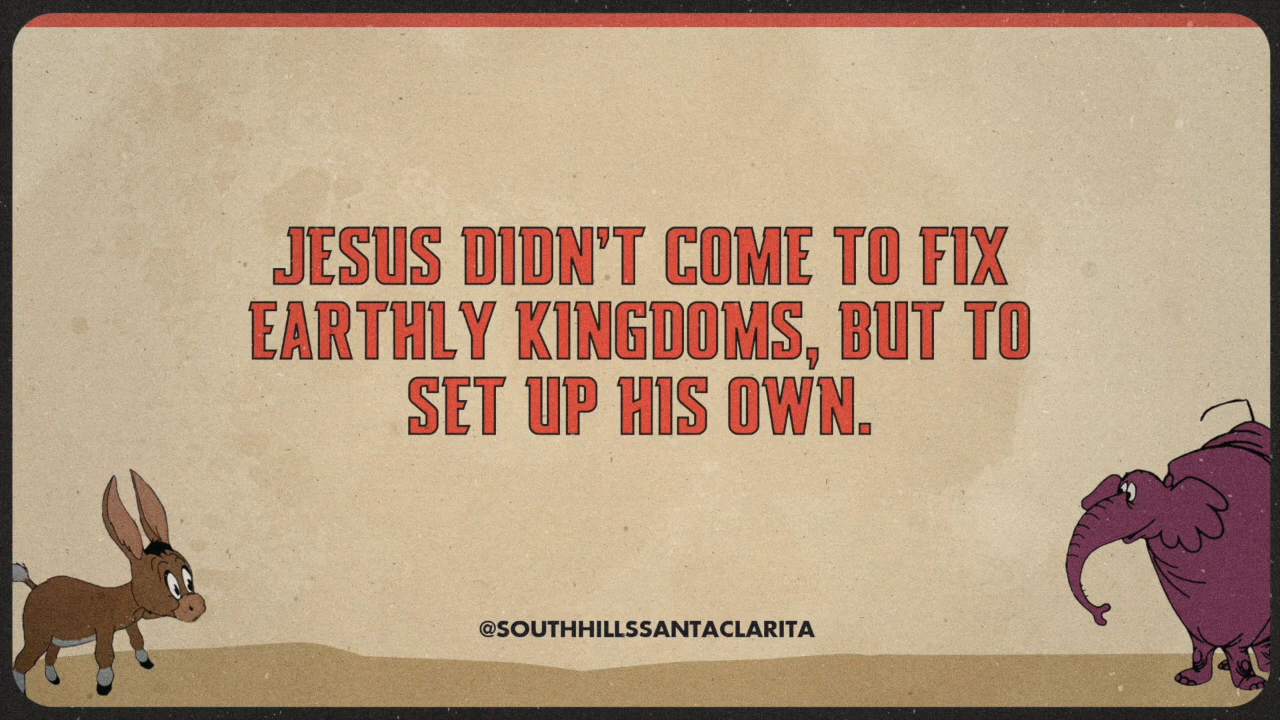 JESUS DIDN'T COME TO FIX
EARTHLY KINGDOMS, BUT TO
SET UP HIS OWN.
@SOUTHHILLSSANTACLARITA